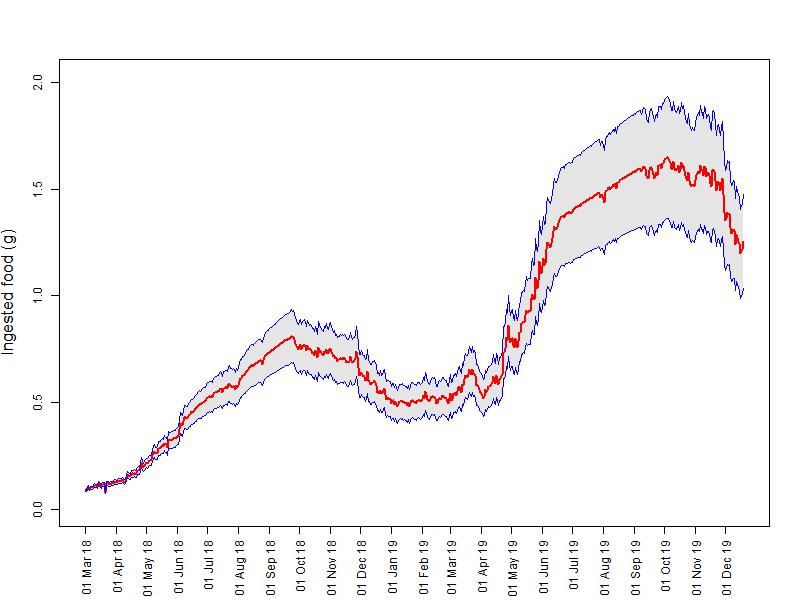 Ingested food (g)
2.0
1.5
1.0
0.5
0.0
01 Mar 18
01 Apr 18
01 May 18
01 Jun 18
01 Jul 18
01 Aug 18
01 Sep 18
01 Oct 18
01 Nov 18
01 Dec 18
01 Jan 19
01 Feb 19
01 Mar 19
01 Apr 19
01 May 19
01 Jun 19
01 Jul 19
01 Aug 19
01 Sep 19
01 Oct 19
01 Nov 19
01 Dec 19